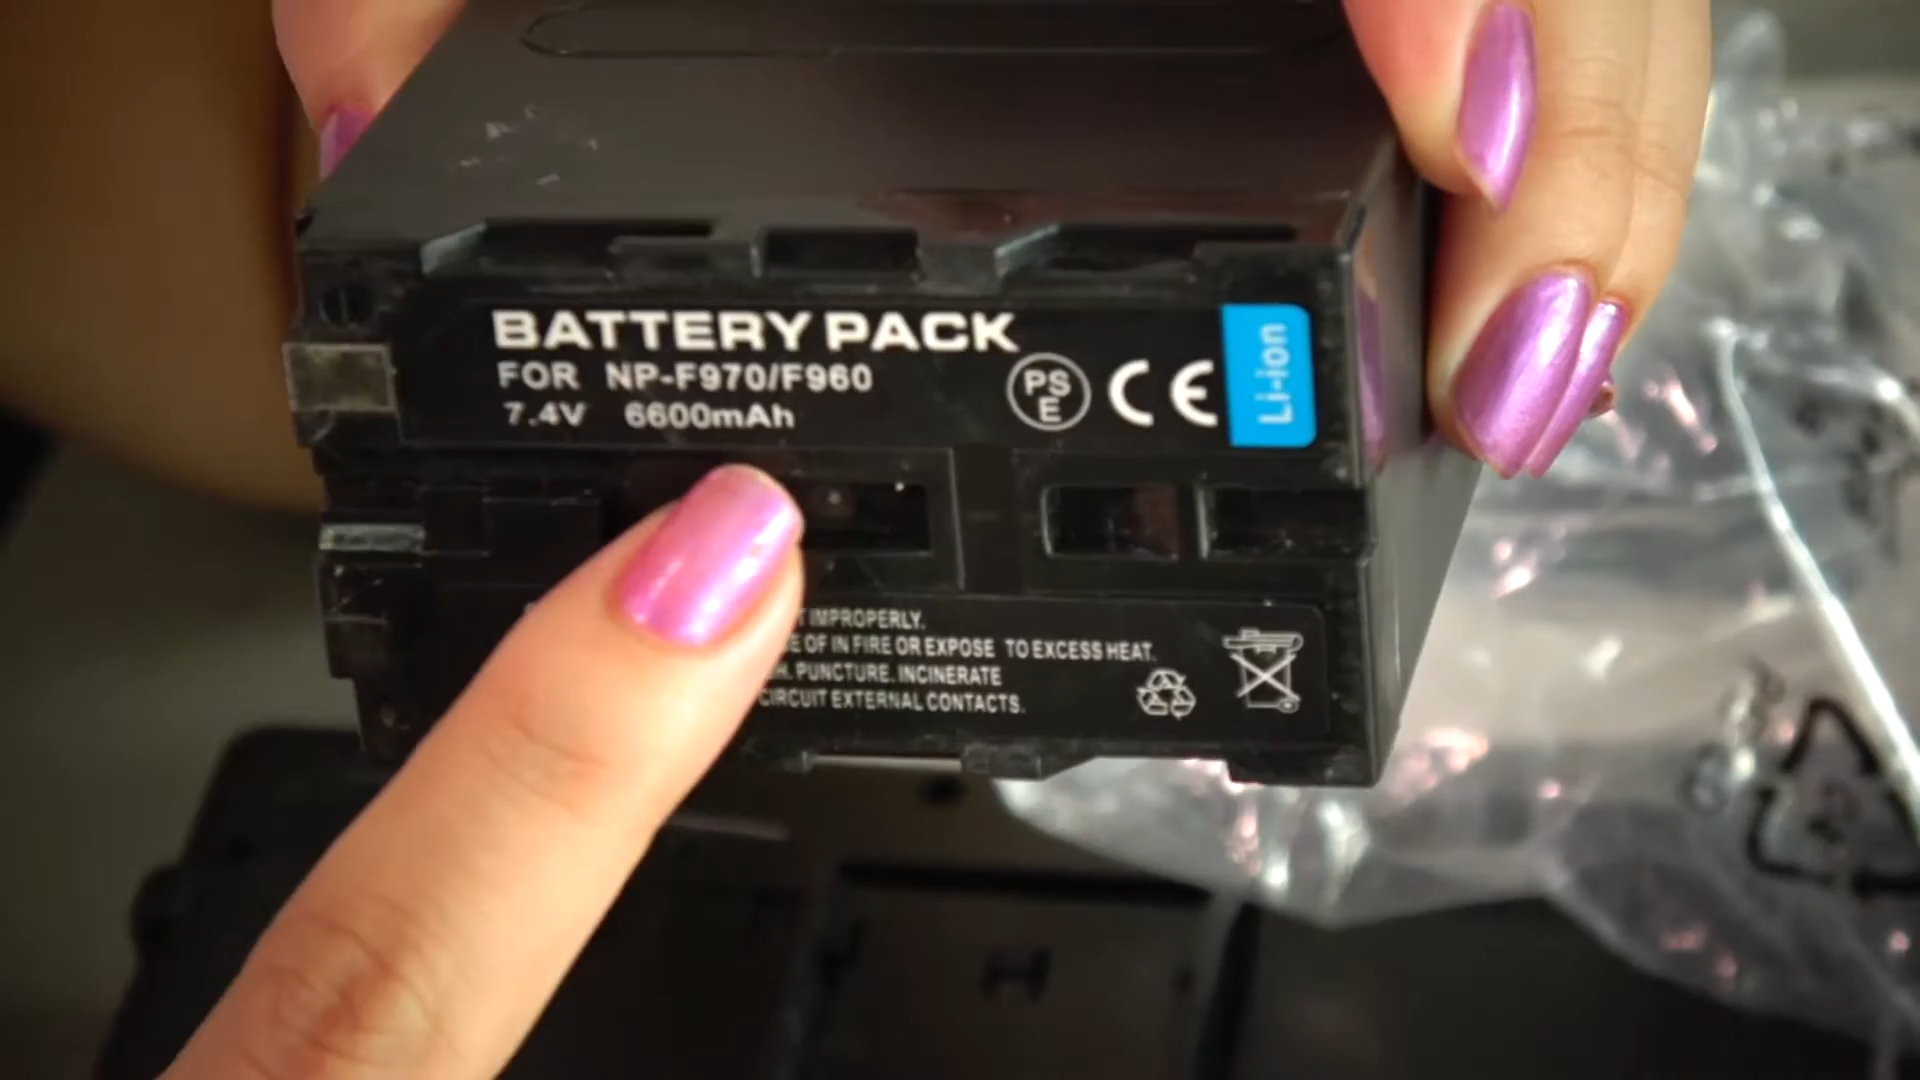 BATTERY PACK
FOR NP-F970/F960
7.4V 6600mAh
PS
E
CE
Li-ion
IMPROPERLY.
OF IN FIRE OR EXPOSE TO EXCESS HEAT.
PUNCTURE. INCINERATE
CIRCUIT EXTERNAL CONTACTS.